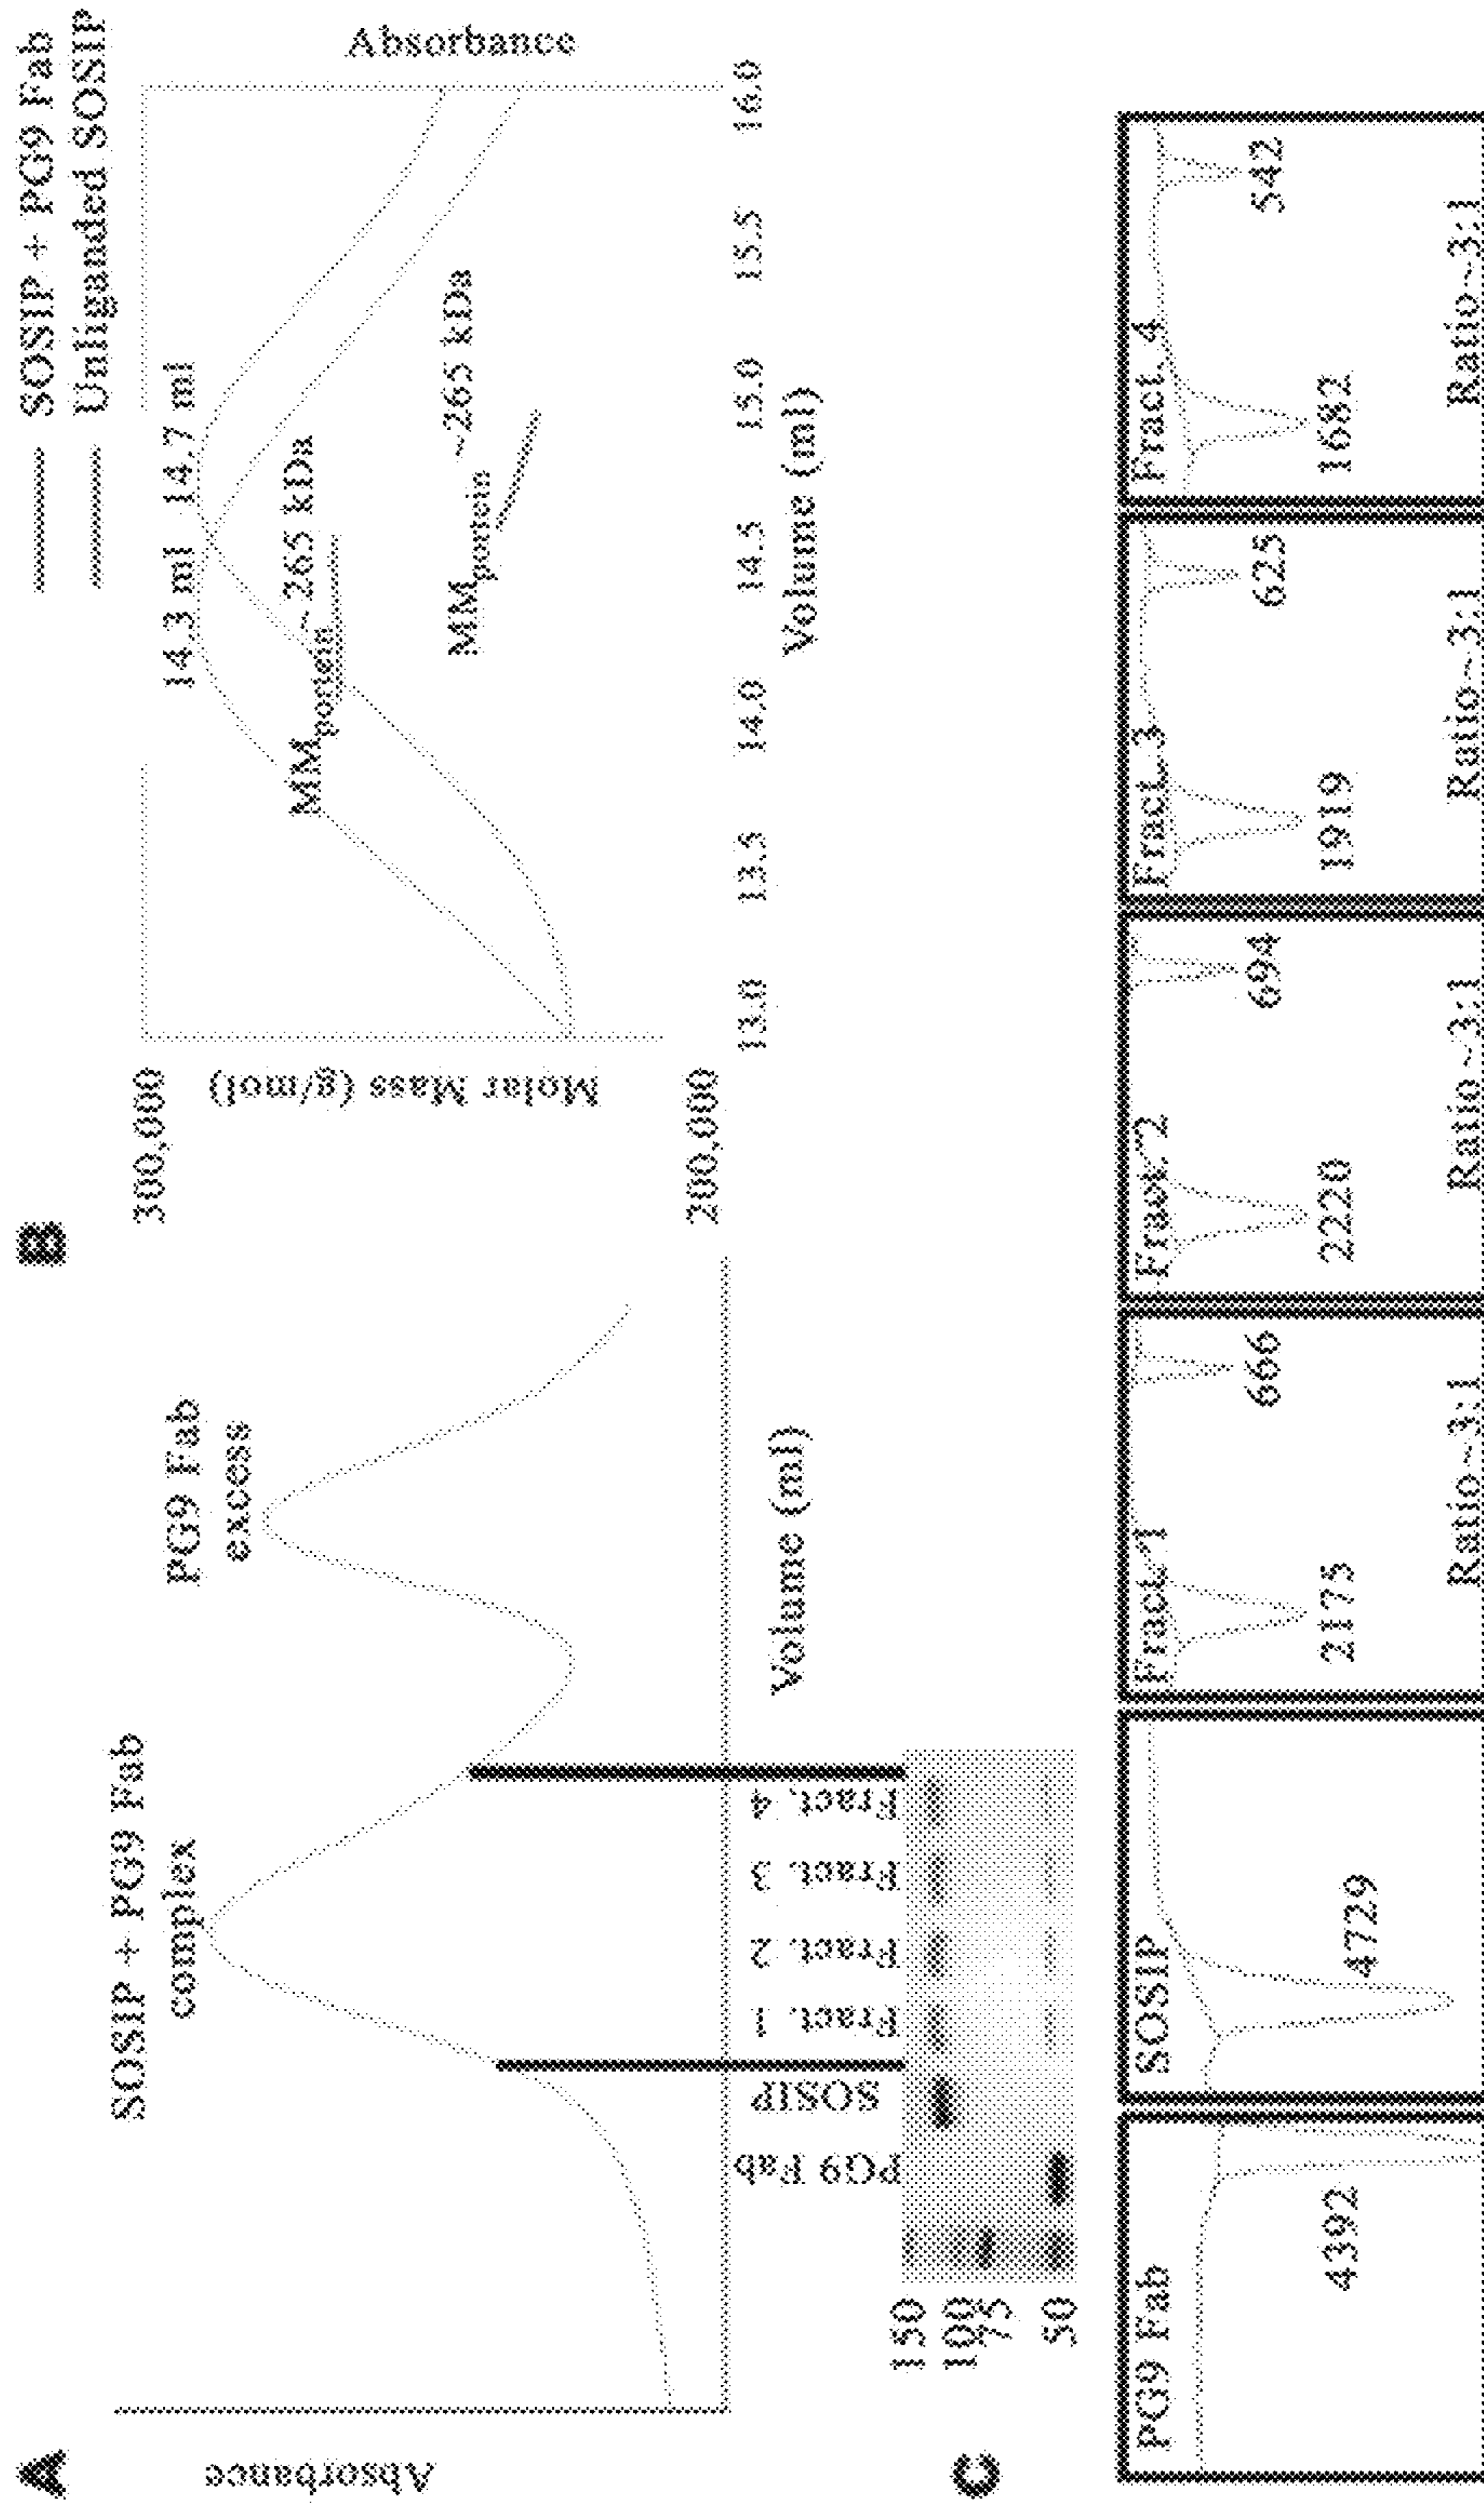 A
SOSIP + PG9 Fab
complex
PG9 Fab
excess
Absorbance
Volume (ml)
PG9 Fab
SOSIP
Fract. 1
Fract. 2
Fract. 3
Fract. 4
150
100
75
50
B
SOSIP + PG9 Fab
Unliganded SOSIP
300,000
200,000
Molar Mass (g/mol)
14.3 ml 14.7 ml
MMportein ~ 265 kDa
MMportein ~265 kDa
Absorbance
13.0 13.5 14.0 14.5 15.0 15.5 16.0
Volume (ml)
C
PG9 Fab
4392
SOSIP
4729
Fract. 1
2175
666
Ratio~3:1
Fract. 2
2220
694
Ratio~3:1
Fract. 3
1919
625
Ratio~3:1
Fract. 4
1682
542
Ratio~3:1